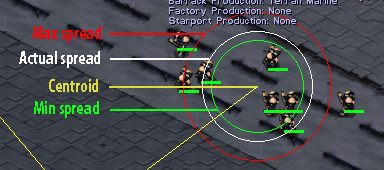 Barrack Production: Terran Marine
Factory Production: None
Starport Production: None
Max spread
Actual spread
Centroid
Min spread